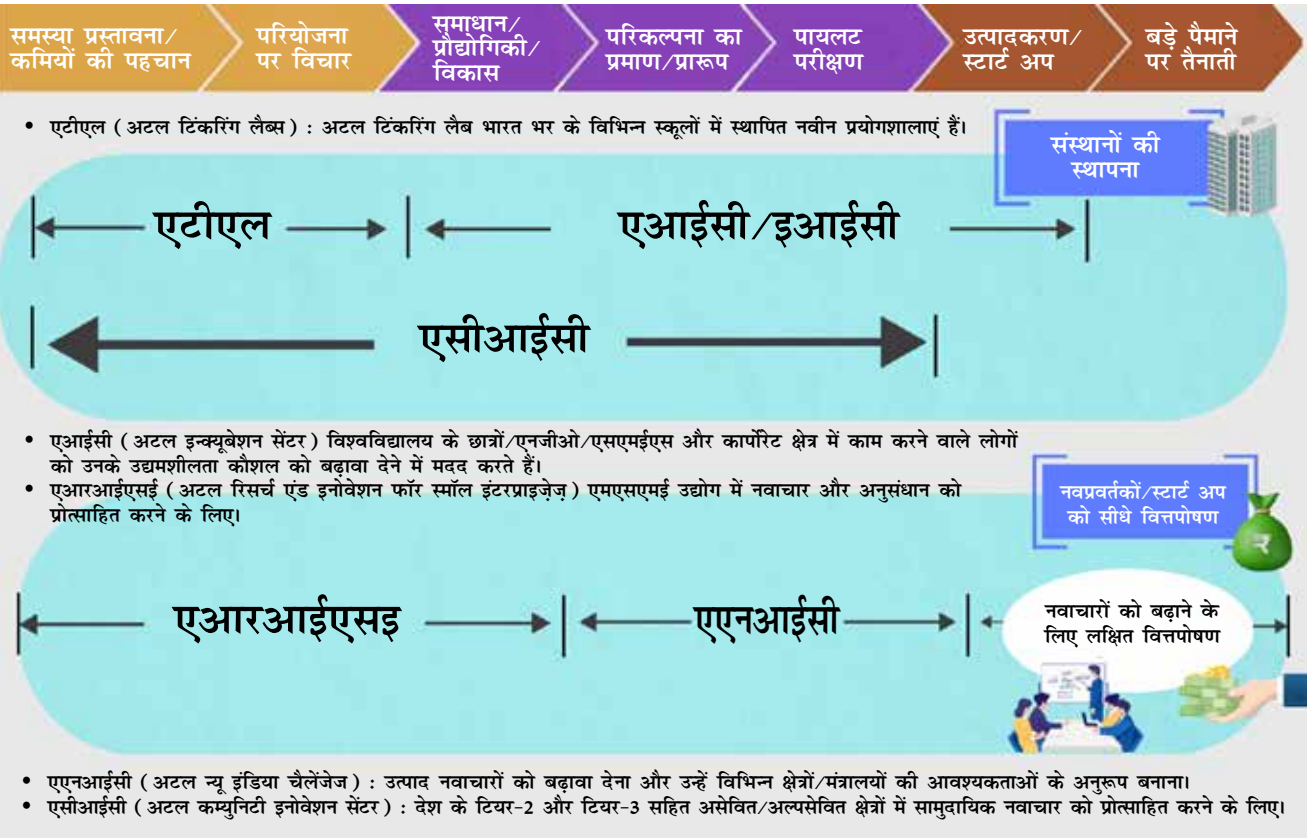 समस्या प्रस्तावना/
कमियों की पहचान
परियोजना
पर विचार
समाधान/
प्रौद्योगिकी/
विकास
परिकल्पना का
प्रमाण/प्रारूप
पायलट
परीक्षण
उत्पादकरण/
स्टार्ट अप
बड़े पैमाने
पर तैनाती
• एटीएल (अटल टिंकरिंग लैब्स) : अटल टिंकरिंग लैब भारत भर के विभिन्न स्कूलों में स्थापित नवीन प्रयोगशालाएं हैं।
संस्थानों की
स्थापना
एटीएल
एआईसी/इआईसी
एसीआईसी
• एआईसी (अटल इन्क्यूबेशन सेंटर) विश्वविद्यालय के छात्रों/एनजीओ/एसएमईएस और कार्पोरेट क्षेत्र में काम करने वाले लोगों
को उनके उद्यमशीलता कौशल को बढ़ावा देने में मदद करते हैं।
• एआरआईएसई (अटल रिसर्च एंड इनोवेशन फॉर स्मॉल इंटरप्राइज़ेज़) एमएसएमई उद्योग में नवाचार और अनुसंधान को
प्रोत्साहित करने के लिए।
नवप्रवर्तकों/स्टार्ट अप
को सीधे वित्तपोषण
₹
एआरआईएसइ
एएनआईसी
नवाचारों को बढ़ाने के
लिए लक्षित वित्तपोषण
• एएनआईसी (अटल न्यू इंडिया चैलेंजेज) : उत्पाद नवाचारों को बढ़ावा देना और उन्हें विभिन्न क्षेत्रों/मंत्रालयों की आवश्यकताओं के अनुरूप बनाना।
• एसीआईसी (अटल कम्युनिटी इनोवेशन सेंटर) : देश के टियर-2 और टियर-3 सहित असेवित/अल्पसेवित क्षेत्रों में सामुदायिक नवाचार को प्रोत्साहित करने के लिए।